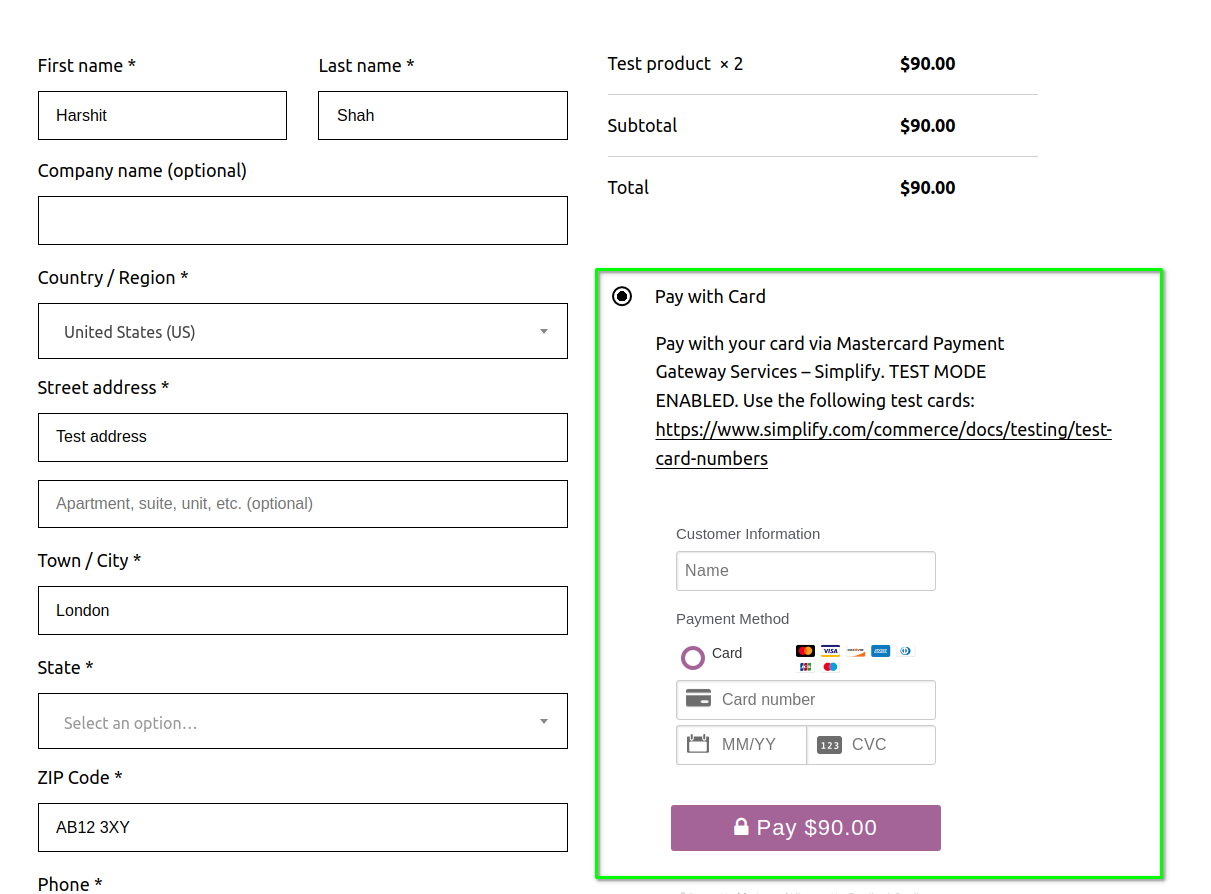 First name *
Last name *
Harshit
Shah
Company name (optional)
Country / Region *
United States (US)
Street address *
Test address
Apartment, suite, unit, etc. (optional)
Town / City *
London
State *
Select an option...
ZIP Code *
AB12 3XY
Phone *
Test product × 2 $90.00
Subtotal $90.00
Total $90.00
Pay with Card
Pay with your card via Mastercard Payment
Gateway Services – Simplify. TEST MODE
ENABLED. Use the following test cards:
https://www.simplify.com/commerce/docs/testing/test-
card-numbers
Customer Information
Name
Payment Method
Card
VISA
Card number
MM/YY
123 CVC
Pay $90.00